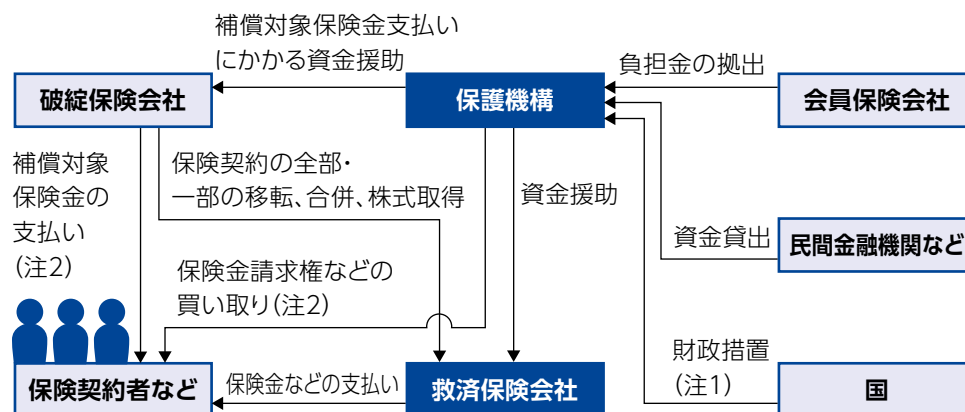 補償対象保険金支払い
にかかる資金援助
負担金の拠出
破綻保険会社
保護機構
会員保険会社
補償対象
保険金の
支払い
(注2)
保険契約の全部・
一部の移転、合併、株式取得
資金援助
資金貸出
民間金融機関など
保険金請求権などの
買い取り(注2)
財政措置
(注1)
保険契約者など
保険金などの支払い
救済保険会社
国